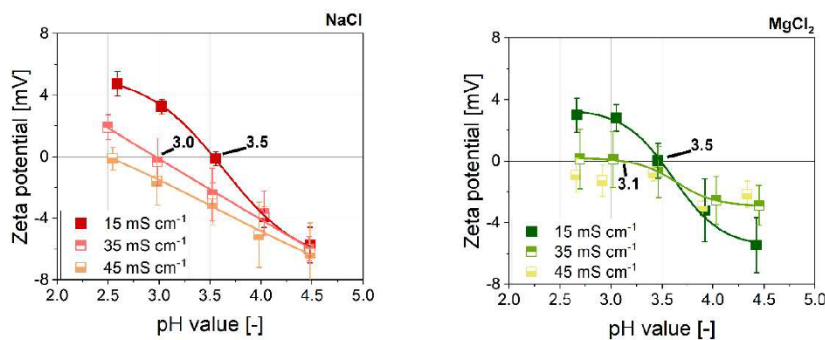 NaCl
Zeta potential [mV]
8
4
0
-4
-8
3.0
3.5
15 mS cm⁻¹
35 mS cm⁻¹
45 mS cm⁻¹
2.0 2.5 3.0 3.5 4.0 4.5 5.0
pH value [-]
MgCl₂
Zeta potential [mV]
8
4
0
-4
-8
3.5
3.1
15 mS cm⁻¹
35 mS cm⁻¹
45 mS cm⁻¹
2.0 2.5 3.0 3.5 4.0 4.5 5.0
pH value [-]